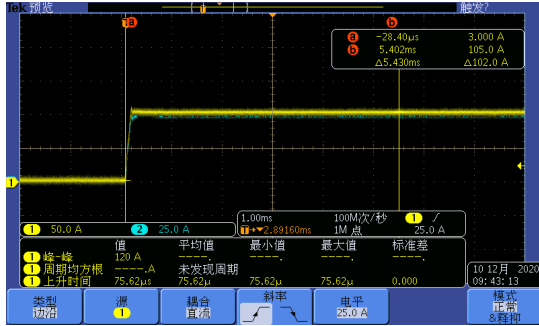 Tek 预览
触发?
a
b
a -28.40µs 3.000 A
b 5.402ms 105.0 A
Δ5.430ms Δ102.0 A
1
1 50.0 A
2 25.0 A
1.00ms
100M次/秒
1
2.89160ms
1M 点
25.0 A
值 平均值 最小值 最大值 标准差
1 峰-峰 120 A ----. ----. ----. ----.
1 周期均方根 ----.A 未发现周期
1 上升时间 75.62µs 75.62µ 75.62µ 75.62µ 0.000
10 12月 2020
09:43:13
类型
边沿
源
1
耦合
直流
斜率
电平
25.0 A
模式
正常
&释抑